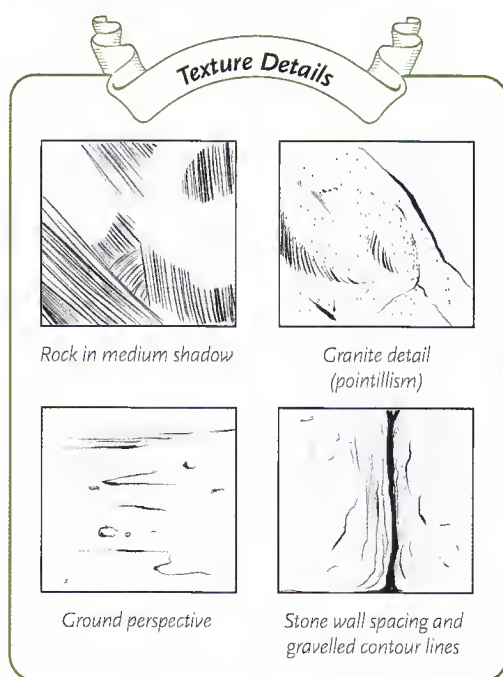 Texture Details
Rock in medium shadow
Granite detail
(pointillism)
Ground perspective
Stone wall spacing and
gravelled contour lines